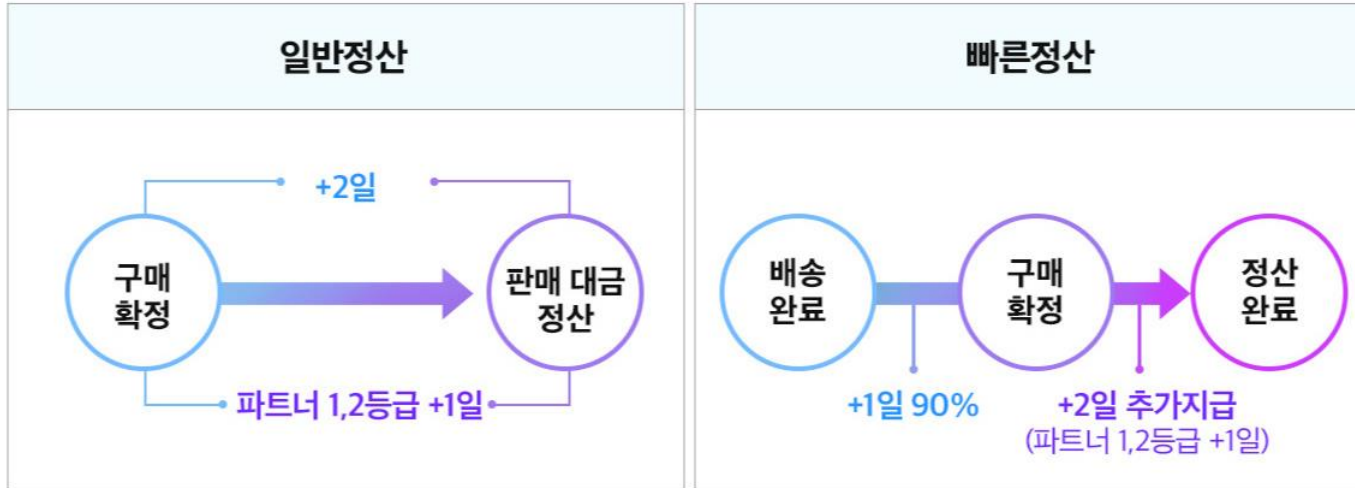 일반정산
+2일
구매
확정
판매 대금
정산
파트너 1,2등급 +1일
빠른정산
배송
완료
구매
확정
정산
완료
+1일 90%
+2일 추가지급
(파트너 1,2등급 +1일)